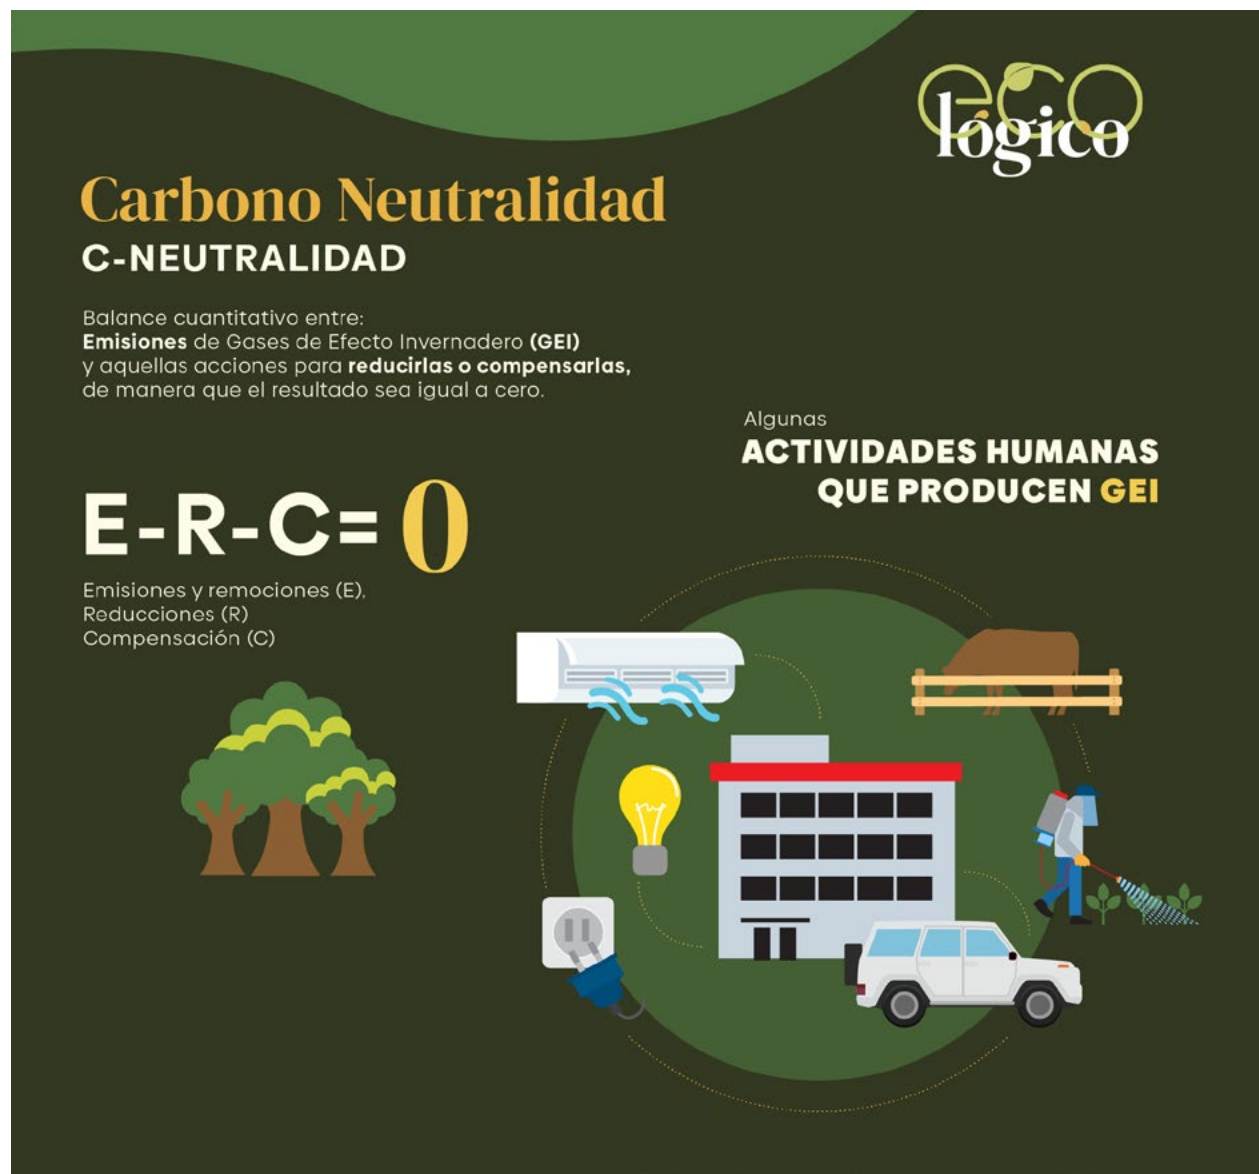 eco
lógico
Carbono Neutralidad
C-NEUTRALIDAD
Balance cuantitativo entre:
Emisiones de Gases de Efecto Invernadero (GEI)
y aquellas acciones para reducirlas o compensarlas,
de manera que el resultado sea igual a cero.
E-R-C= 0
Emisiones y remociones (E),
Reducciones (R)
Compensación (C)
Algunas
ACTIVIDADES HUMANAS
QUE PRODUCEN GEI